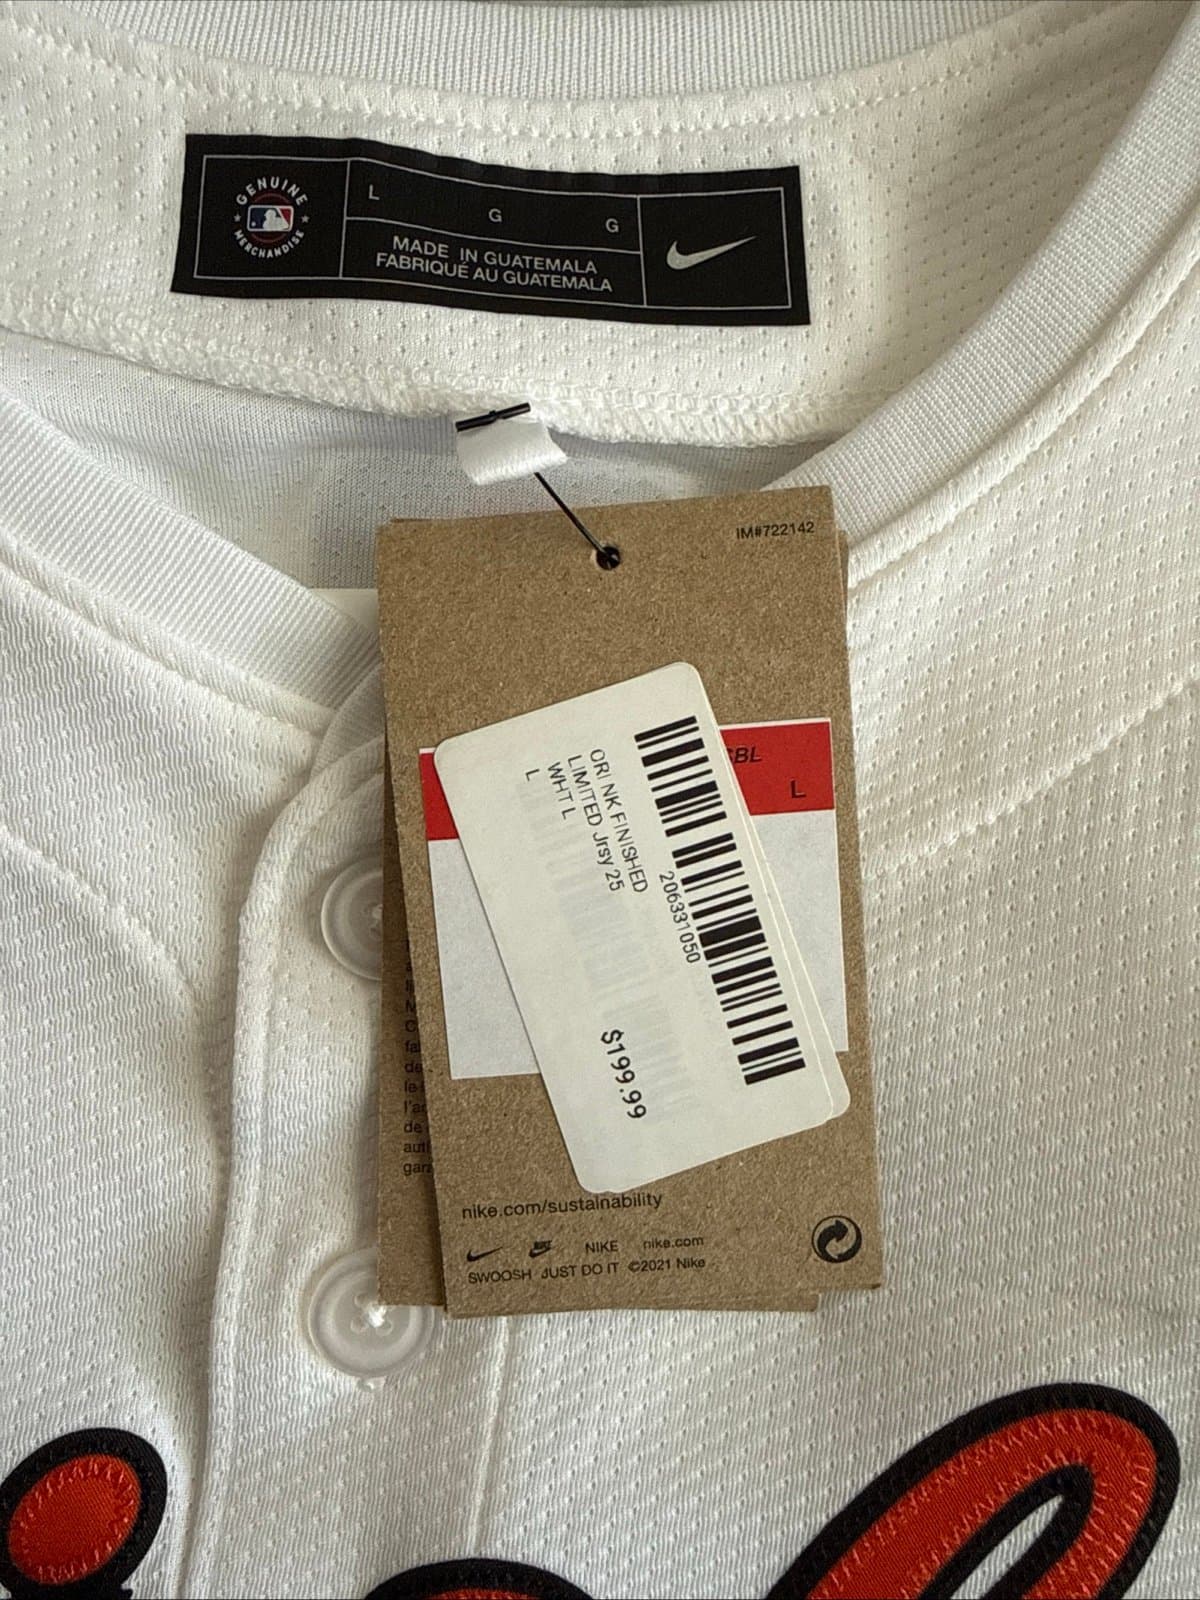 GENUINE
MERCHANDISE
L
G
G
MADE IN GUATEMALA
FABRIQUÉ AU GUATEMALA
IM#722142
L
ORI NK FINISHED
LIMITED Jrsy 25
WHT L
L
206331050
$199.99
nike.com/sustainability
NIKE nike.com
SWOOSH JUST DO IT ©2021 Nike